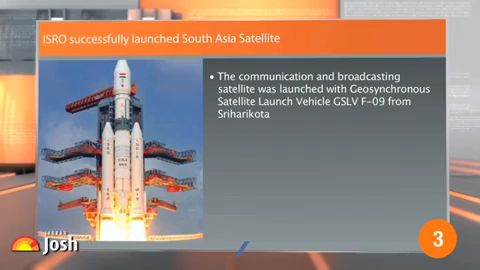 ISRO successfully launched South Asia Satellite
• The communication and broadcasting
satellite was launched with Geosynchronous
Satellite Launch Vehicle GSLV F-09 from
Sriharikota
Josh
3